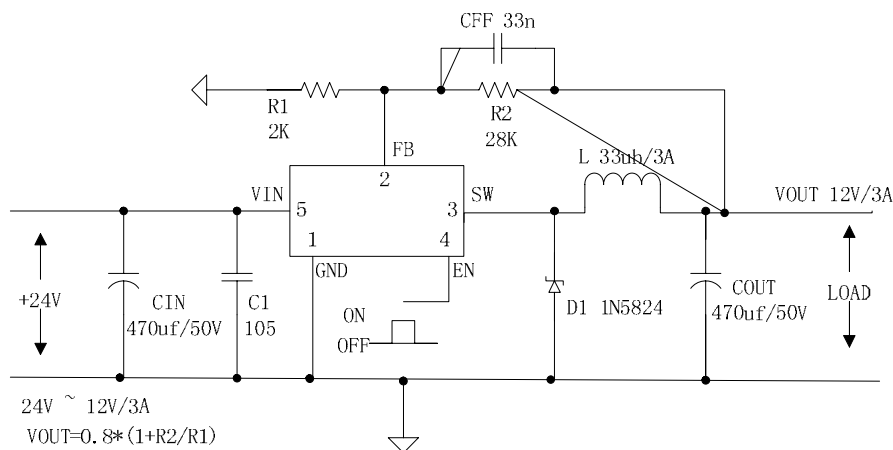 CFF 33n
R1
2K
R2
28K
FB
2
L 33uh/3A
VIN
5
3
SW
VOUT 12V/3A
1
4
GND
EN
+24V
CIN
470uf/50V
C1
105
ON
OFF
D1 1N5824
COUT
470uf/50V
LOAD
24V ~ 12V/3A
VOUT=0.8*(1+R2/R1)